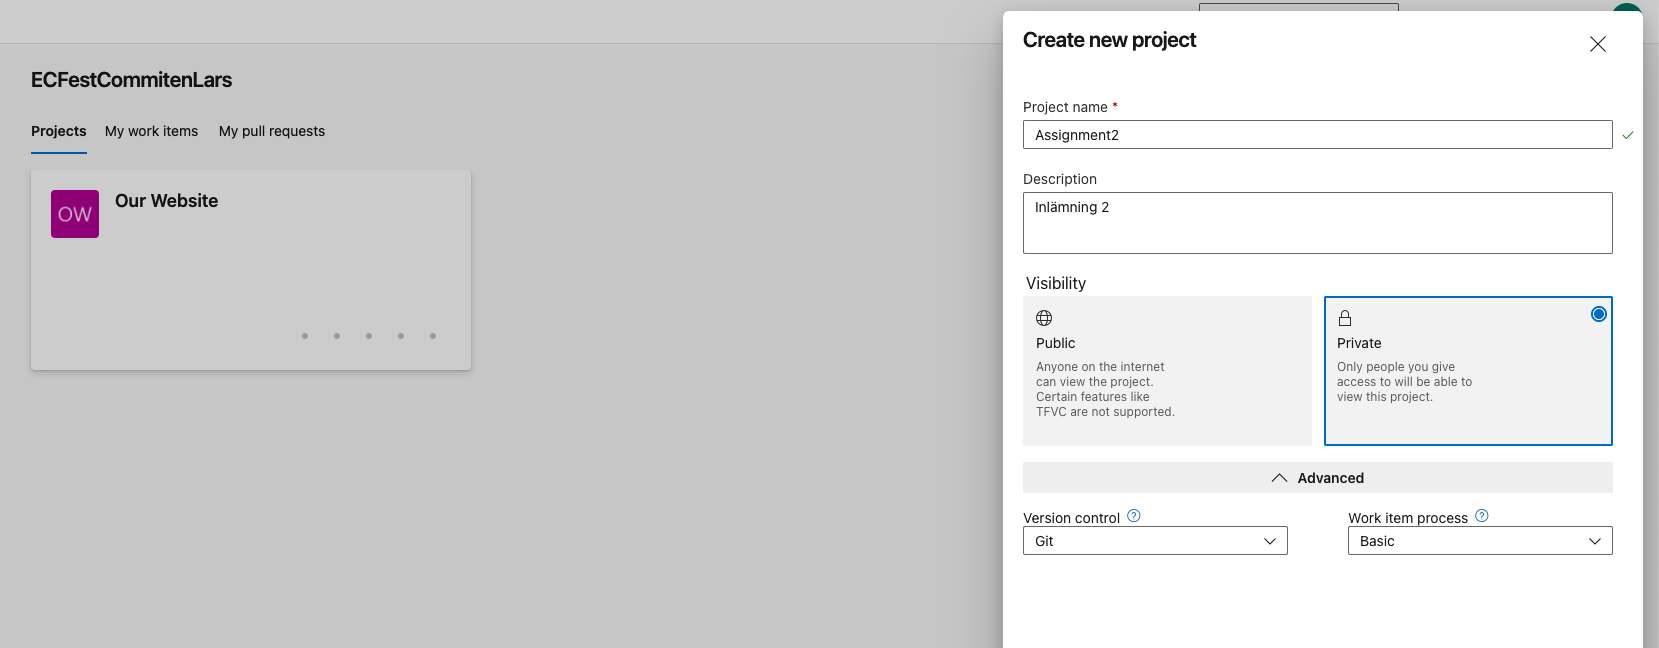 ECFestCommitenLars
Projects My work items My pull requests
OW
Our Website
Create new project
Project name *
Assignment2
Description
Inlämning 2
Visibility
Public
Anyone on the internet
can view the project.
Certain features like
TFVC are not supported.
Private
Only people you give
access to will be able to
view this project.
Advanced
Version control ?
Git
Work item process ?
Basic